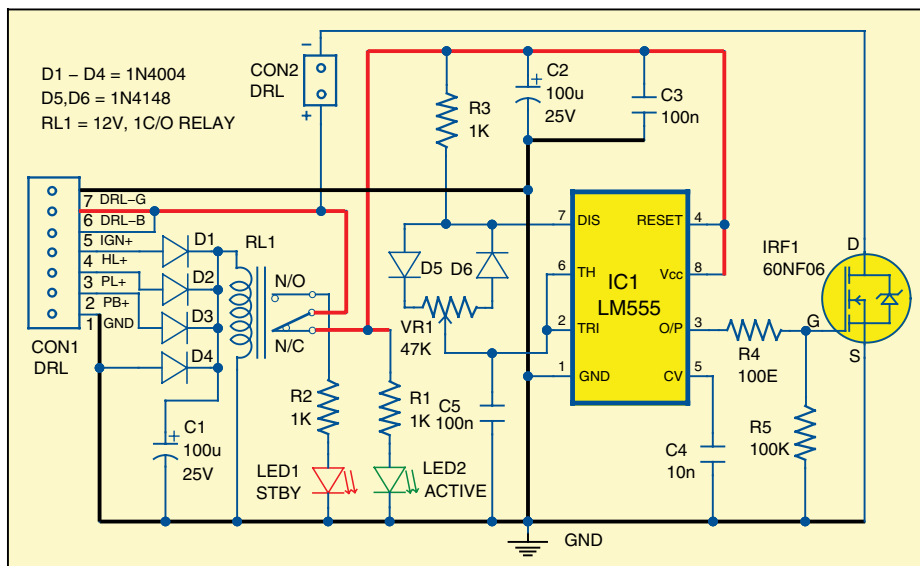 D1 – D4 = 1N4004
D5,D6 = 1N4148
RL1 = 12V, 1C/O RELAY
–
CON2
DRL
+
R3
1K
+
C2
100u
25V
C3
100n
7 DRL–G
6 DRL–B
5 IGN+
4 HL+
3 PL+
2 PB+
1 GND
CON1
DRL
D1
D2
D3
D4
RL1
N/O
N/C
D5
D6
VR1
47K
7 DIS
RESET 4
6 TH
Vcc 8
IC1
LM555
2 TRI
O/P 3
1 GND
CV 5
IRF1
60NF06
D
G
S
R4
100E
R5
100K
C4
10n
C5
100n
R2
1K
R1
1K
+
C1
100u
25V
LED1
STBY
LED2
ACTIVE
GND